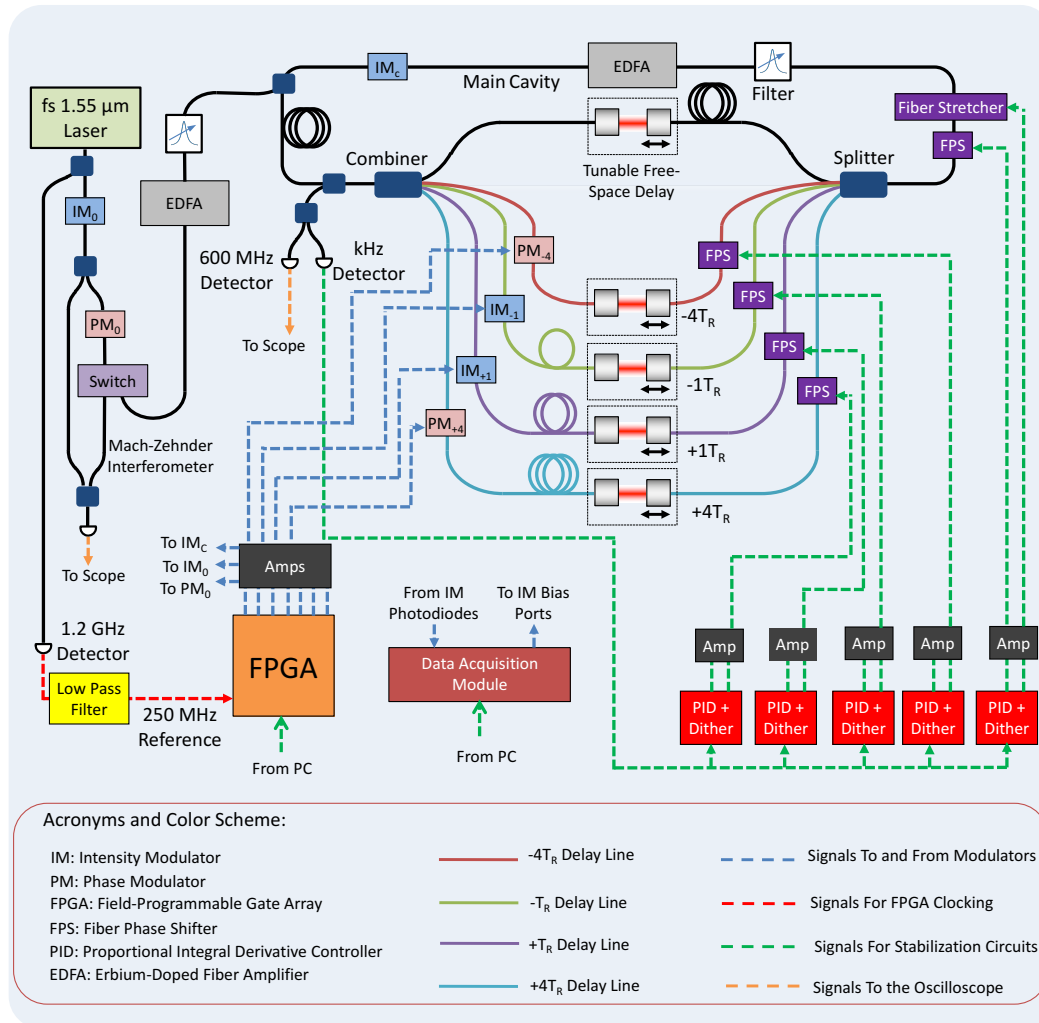 fs 1.55 μm
Laser
IM0
PM0
Switch
Mach-Zehnder
Interferometer
To Scope
EDFA
IMc
Main Cavity
EDFA
Filter
Fiber Stretcher
FPS
Combiner
Tunable Free-
Space Delay
Splitter
600 MHz
Detector
kHz
Detector
To Scope
PM-4
IM-1
IM+1
PM+4
-4TR
-1TR
+1TR
+4TR
FPS
FPS
FPS
FPS
To IMC
To IM0
To PM0
Amps
1.2 GHz
Detector
Low Pass
Filter
250 MHz
Reference
FPGA
From PC
From IM
Photodiodes
To IM Bias
Ports
Data Acquisition
Module
From PC
Amp
Amp
Amp
Amp
Amp
PID +
Dither
PID +
Dither
PID +
Dither
PID +
Dither
PID +
Dither
Acronyms and Color Scheme:
IM: Intensity Modulator
PM: Phase Modulator
FPGA: Field-Programmable Gate Array
FPS: Fiber Phase Shifter
PID: Proportional Integral Derivative Controller
EDFA: Erbium-Doped Fiber Amplifier
-4TR Delay Line
-TR Delay Line
+TR Delay Line
+4TR Delay Line
Signals To and From Modulators
Signals For FPGA Clocking
Signals For Stabilization Circuits
Signals To the Oscilloscope